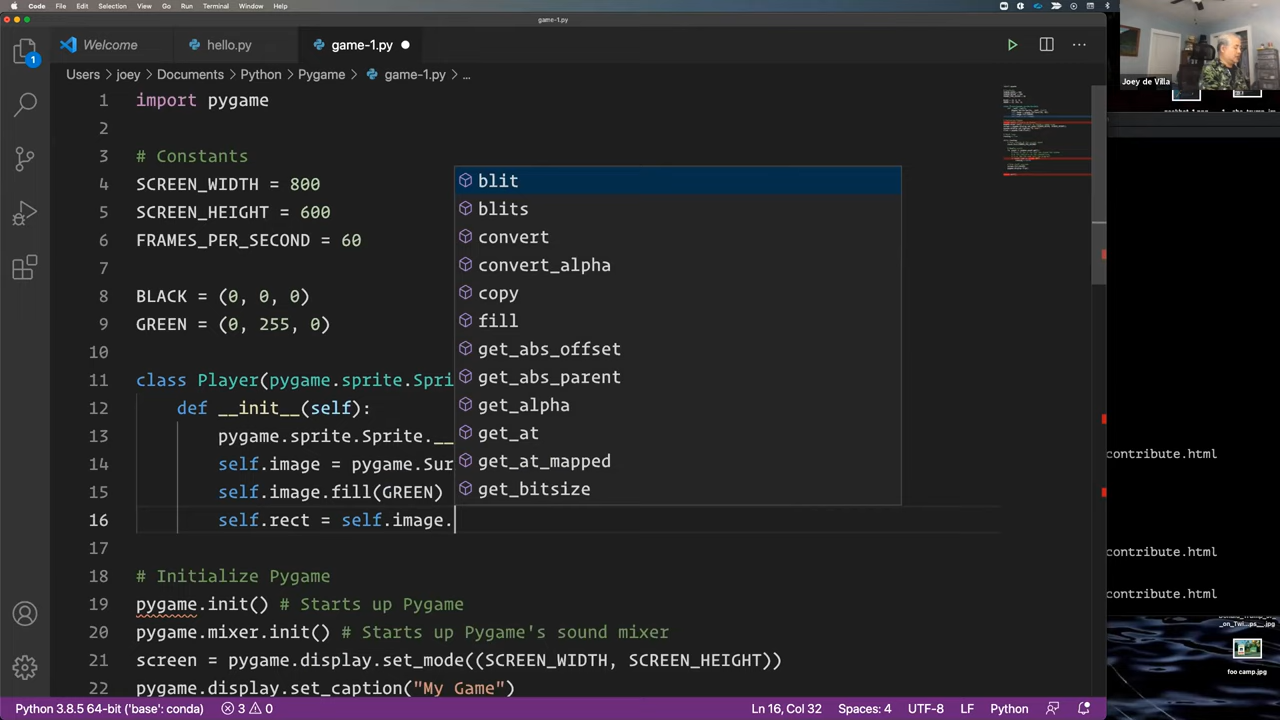 Code File Edit Selection View Go Run Terminal Window Help
game-1.py
Welcome hello.py game-1.py
Users > joey > Documents > Python > Pygame > game-1.py > ...
1 import pygame
2
3 # Constants
4 SCREEN_WIDTH = 800
5 SCREEN_HEIGHT = 600
6 FRAMES_PER_SECOND = 60
7
8 BLACK = (0, 0, 0)
9 GREEN = (0, 255, 0)
10
11 class Player(pygame.sprite.Spri
12 def __init__(self):
13 pygame.sprite.Sprite.__
14 self.image = pygame.Sur
15 self.image.fill(GREEN)
16 self.rect = self.image.
17
18 # Initialize Pygame
19 pygame.init() # Starts up Pygame
20 pygame.mixer.init() # Starts up Pygame's sound mixer
21 screen = pygame.display.set_mode((SCREEN_WIDTH, SCREEN_HEIGHT))
22 pygame.display.set_caption("My Game")
blit
blits
convert
convert_alpha
copy
fill
get_abs_offset
get_abs_parent
get_alpha
get_at
get_at_mapped
get_bitsize
1
Python 3.8.5 64-bit ('base': conda) 3 0 Ln 16, Col 32 Spaces: 4 UTF-8 LF Python
Joey de Villa
contribute.html
contribute.html
contribute.html
foo camp.jpg